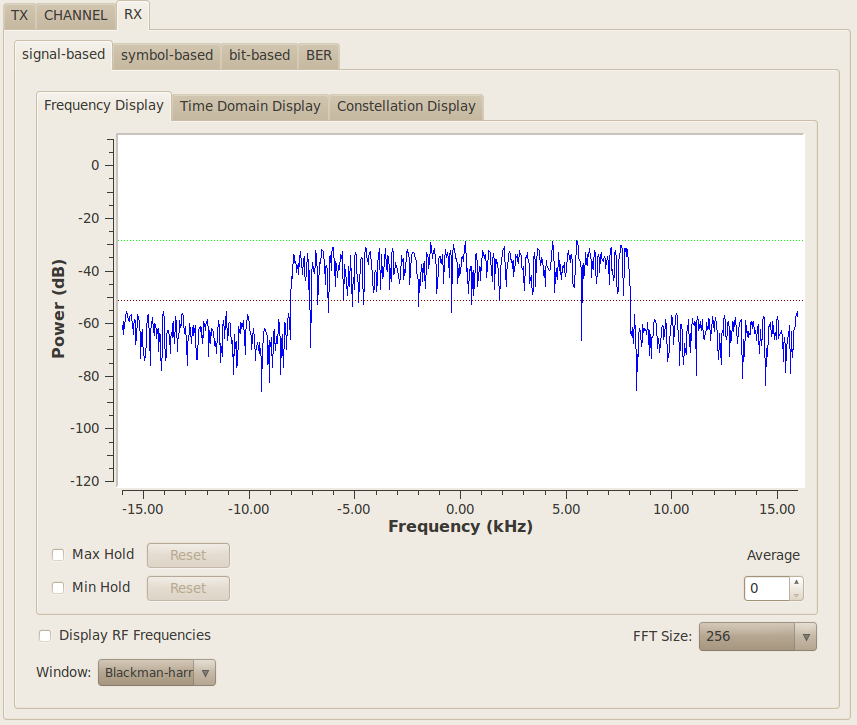 TX CHANNEL RX
signal-based symbol-based bit-based BER
Frequency Display Time Domain Display Constellation Display
0
-20
-40
-60
-80
-100
-120
Power (dB)
-15.00 -10.00 -5.00 0.00 5.00 10.00 15.00
Frequency (kHz)
Max Hold Reset Average
Min Hold Reset 0
Display RF Frequencies FFT Size: 256
Window: Blackman-harr